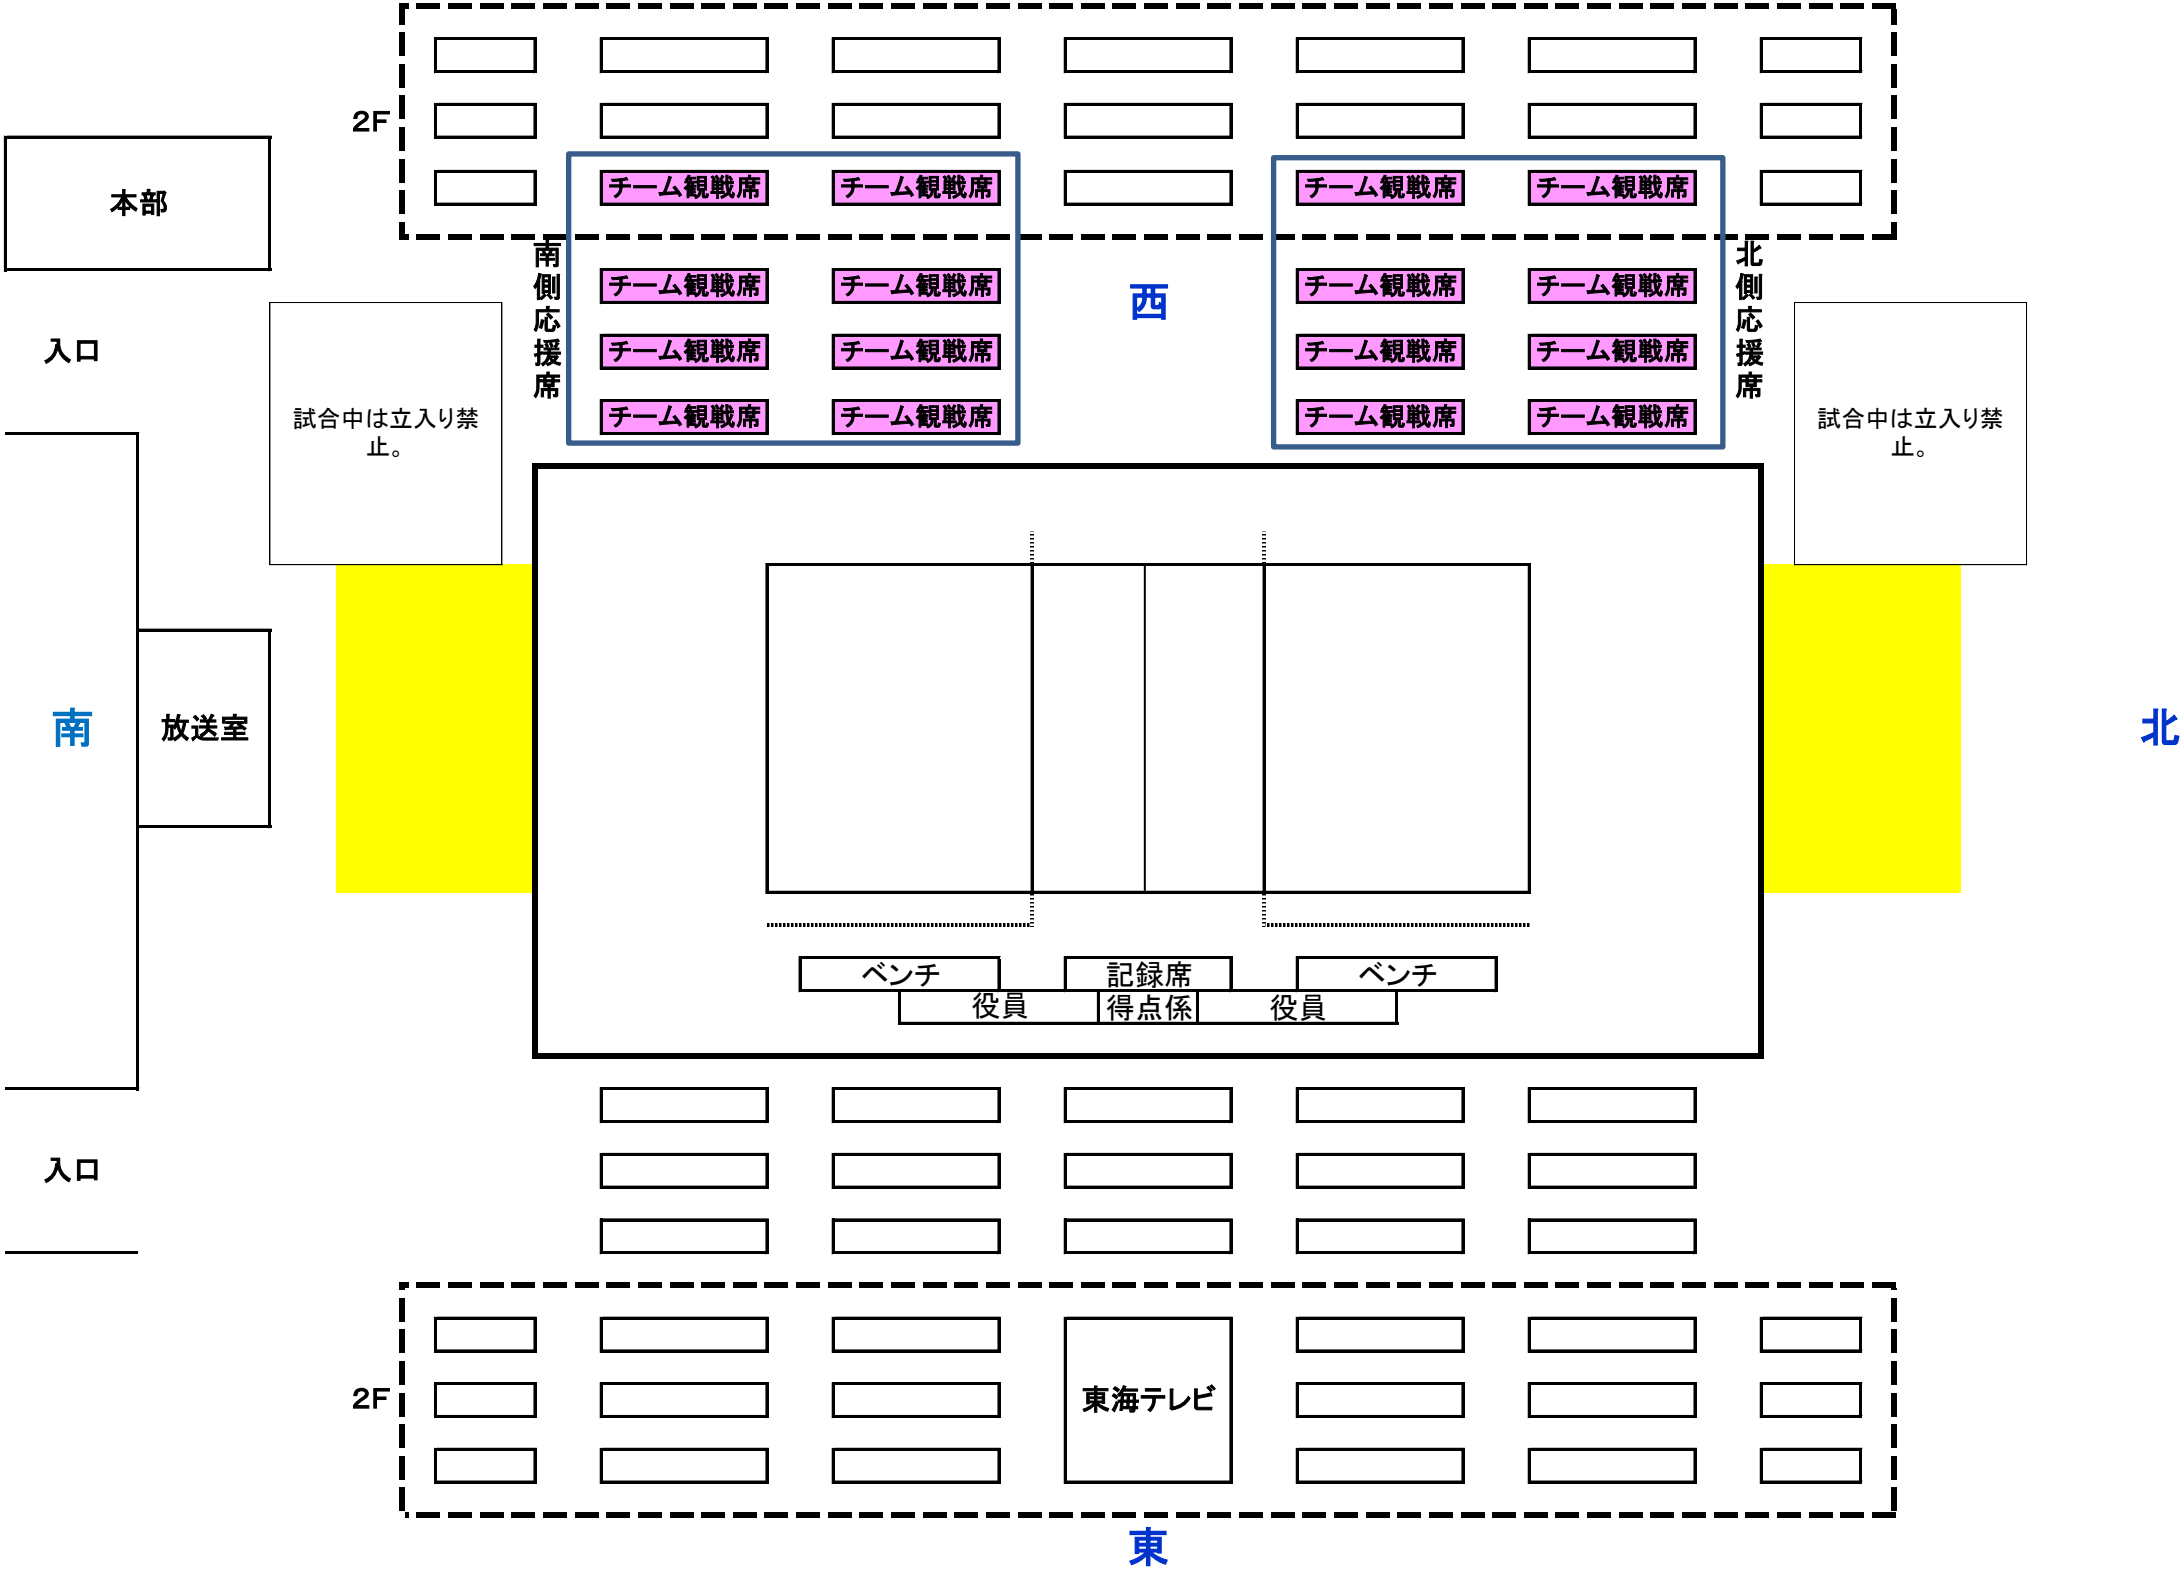 2F
本部
チーム観戦席 チーム観戦席 チーム観戦席 チーム観戦席
南側応援席
北側応援席
チーム観戦席 チーム観戦席 西 チーム観戦席 チーム観戦席
入口
チーム観戦席 チーム観戦席 チーム観戦席 チーム観戦席
チーム観戦席 チーム観戦席 チーム観戦席 チーム観戦席
試合中は立入り禁
止。
試合中は立入り禁
止。
南 放送室 北
ベンチ 記録席 ベンチ
役員 得点係 役員
入口
2F 東海テレビ
東